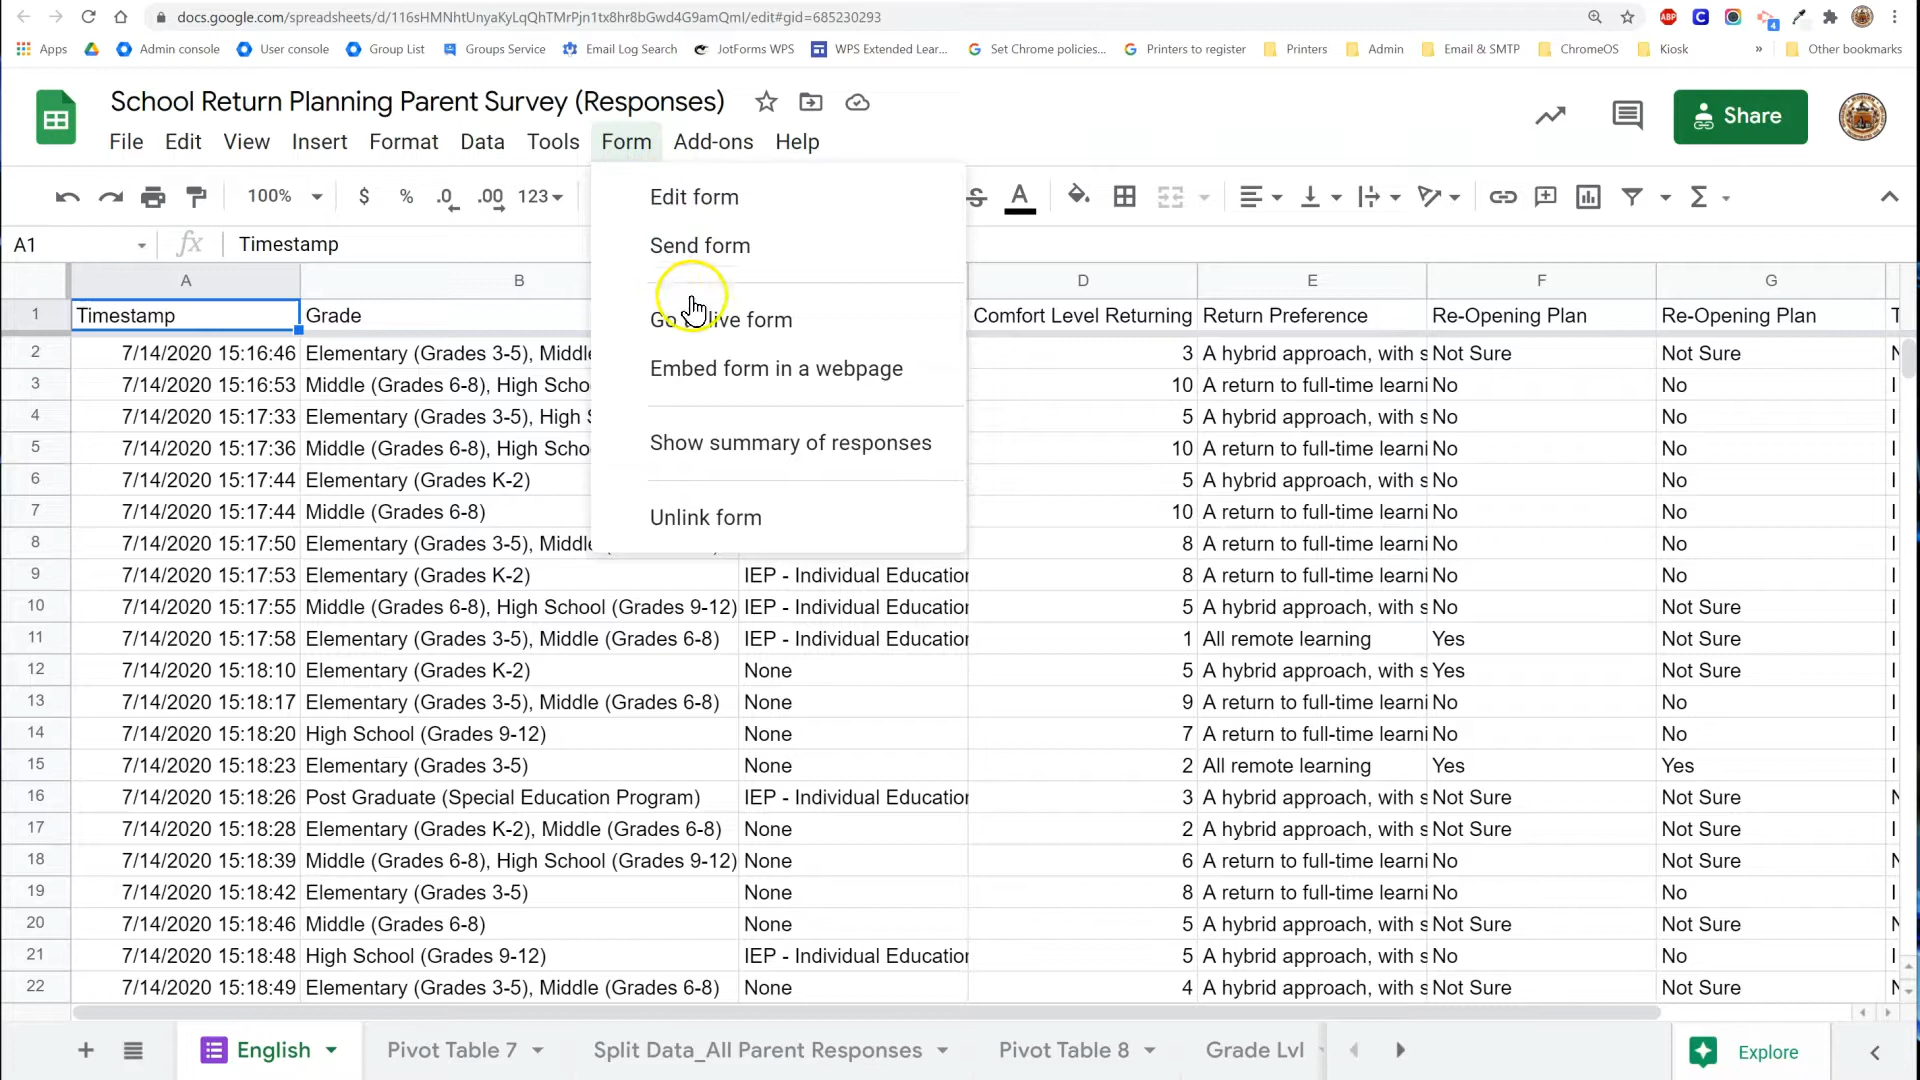 docs.google.com/spreadsheets/d/116sHMNhtUnyaKyLqQhTMrPjn1tx8hr8bGwd4G9amQmI/edit#gid=685230293
ABP
4
Apps Admin console User console Group List Groups Service Email Log Search JotForms WPS WPS Extended Lear... Set Chrome policies... Printers to register Printers Admin Email & SMTP ChromeOS Kiosk » Other bookmarks
School Return Planning Parent Survey (Responses)
Share
File Edit View Insert Format Data Tools Form Add-ons Help
100% $ % .0 .00 123
Edit form
Send form
Go live form
Embed form in a webpage
Show summary of responses
Unlink form
A1 fx Timestamp
A B D E F G
1 Timestamp Grade Comfort Level Returning Return Preference Re-Opening Plan Re-Opening Plan T
2 7/14/2020 15:16:46 Elementary (Grades 3-5), Middle 3 A hybrid approach, with s Not Sure Not Sure N
3 7/14/2020 15:16:53 Middle (Grades 6-8), High Schoo 10 A return to full-time learni No No I
4 7/14/2020 15:17:33 Elementary (Grades 3-5), High S 5 A hybrid approach, with s No No I
5 7/14/2020 15:17:36 Middle (Grades 6-8), High Schoo 10 A return to full-time learni No No I
6 7/14/2020 15:17:44 Elementary (Grades K-2) 5 A hybrid approach, with s No No I
7 7/14/2020 15:17:44 Middle (Grades 6-8) 10 A return to full-time learni No No I
8 7/14/2020 15:17:50 Elementary (Grades 3-5), Middle 8 A return to full-time learni No No I
9 7/14/2020 15:17:53 Elementary (Grades K-2) IEP - Individual Education 8 A return to full-time learni No No I
10 7/14/2020 15:17:55 Middle (Grades 6-8), High School (Grades 9-12) IEP - Individual Education 5 A hybrid approach, with s No Not Sure I
11 7/14/2020 15:17:58 Elementary (Grades 3-5), Middle (Grades 6-8) IEP - Individual Education 1 All remote learning Yes Not Sure I
12 7/14/2020 15:18:10 Elementary (Grades K-2) None 5 A hybrid approach, with s Yes Not Sure I
13 7/14/2020 15:18:17 Elementary (Grades 3-5), Middle (Grades 6-8) None 9 A return to full-time learni No No I
14 7/14/2020 15:18:20 High School (Grades 9-12) None 7 A return to full-time learni No No I
15 7/14/2020 15:18:23 Elementary (Grades 3-5) None 2 All remote learning Yes Yes I
16 7/14/2020 15:18:26 Post Graduate (Special Education Program) IEP - Individual Education 3 A hybrid approach, with s Not Sure Not Sure N
17 7/14/2020 15:18:28 Elementary (Grades K-2), Middle (Grades 6-8) None 2 A hybrid approach, with s Not Sure Not Sure I
18 7/14/2020 15:18:39 Middle (Grades 6-8), High School (Grades 9-12) None 6 A return to full-time learni No Not Sure N
19 7/14/2020 15:18:42 Elementary (Grades 3-5) None 8 A return to full-time learni No No I
20 7/14/2020 15:18:46 Middle (Grades 6-8) None 5 A hybrid approach, with s Not Sure Not Sure N
21 7/14/2020 15:18:48 High School (Grades 9-12) IEP - Individual Education 5 A hybrid approach, with s No Not Sure I
22 7/14/2020 15:18:49 Elementary (Grades 3-5), Middle (Grades 6-8) None 4 A hybrid approach, with s Not Sure Not Sure N
English Pivot Table 7 Split Data_All Parent Responses Pivot Table 8 Grade Lvl Explore